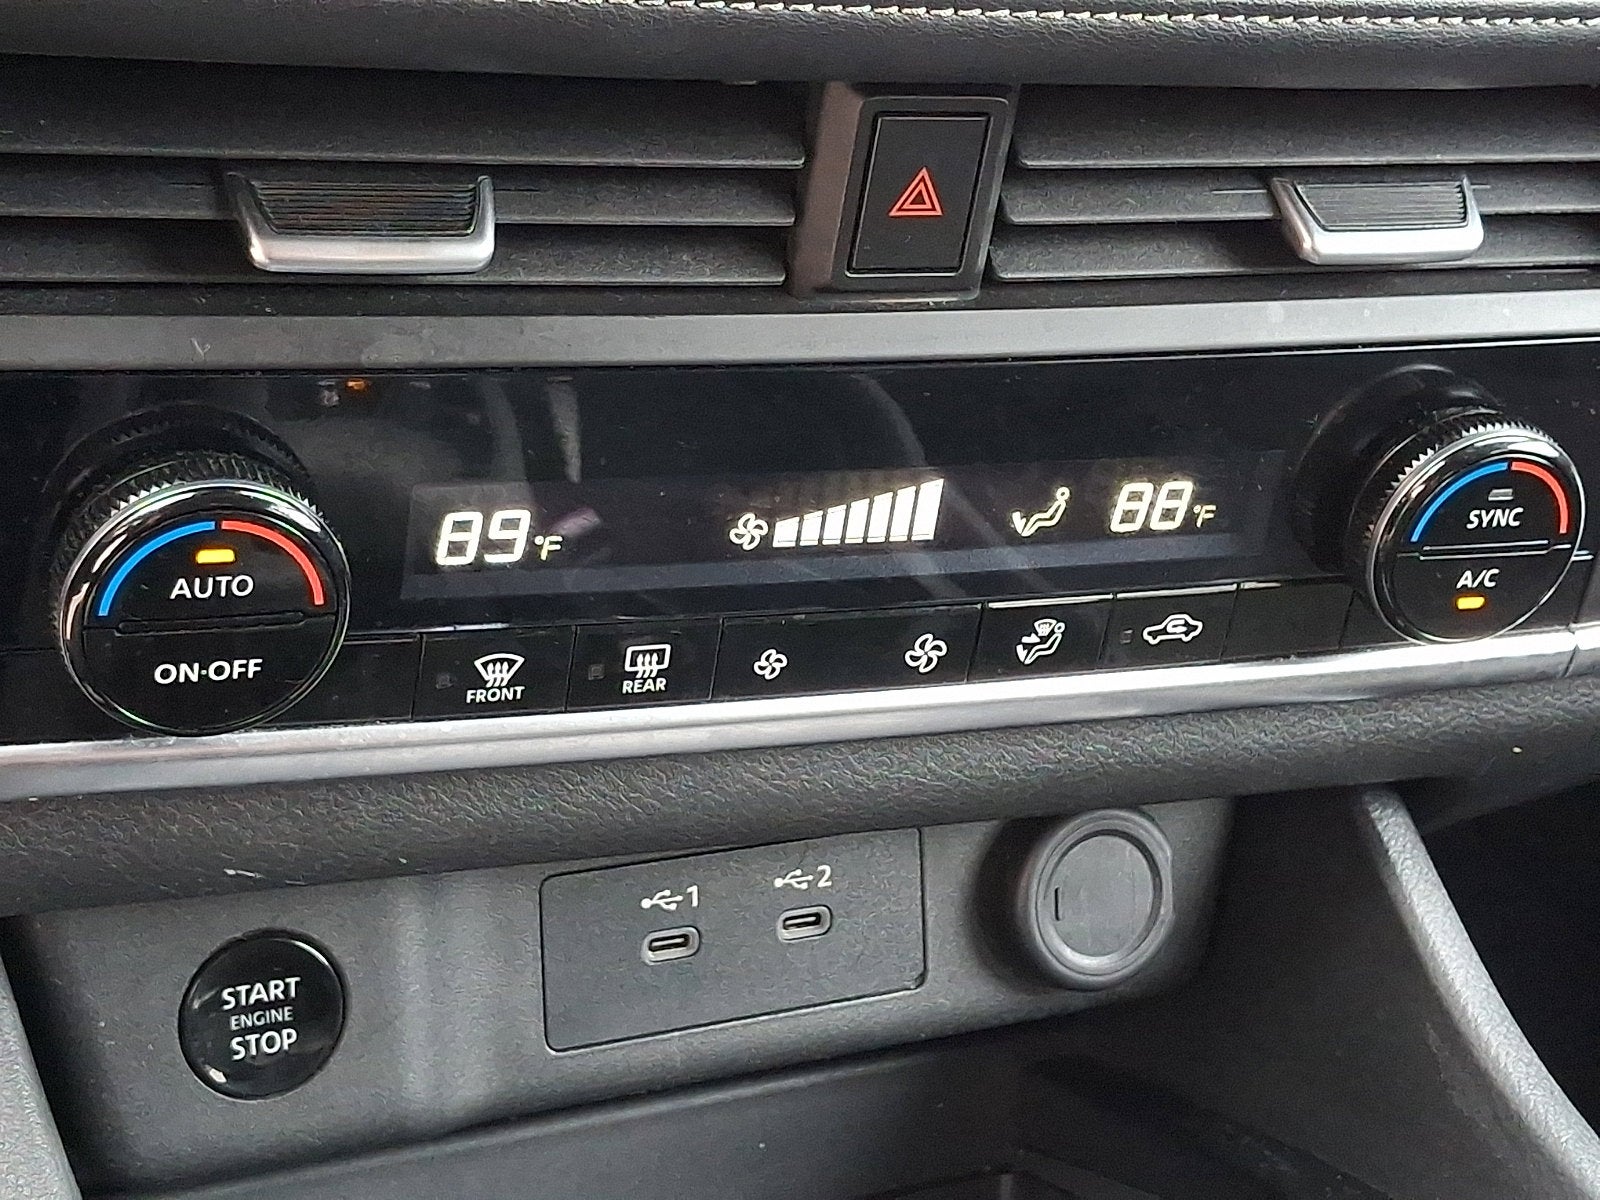 89°F
88°F
AUTO
ON·OFF
SYNC
A/C
FRONT
REAR
1
2
START
ENGINE
STOP